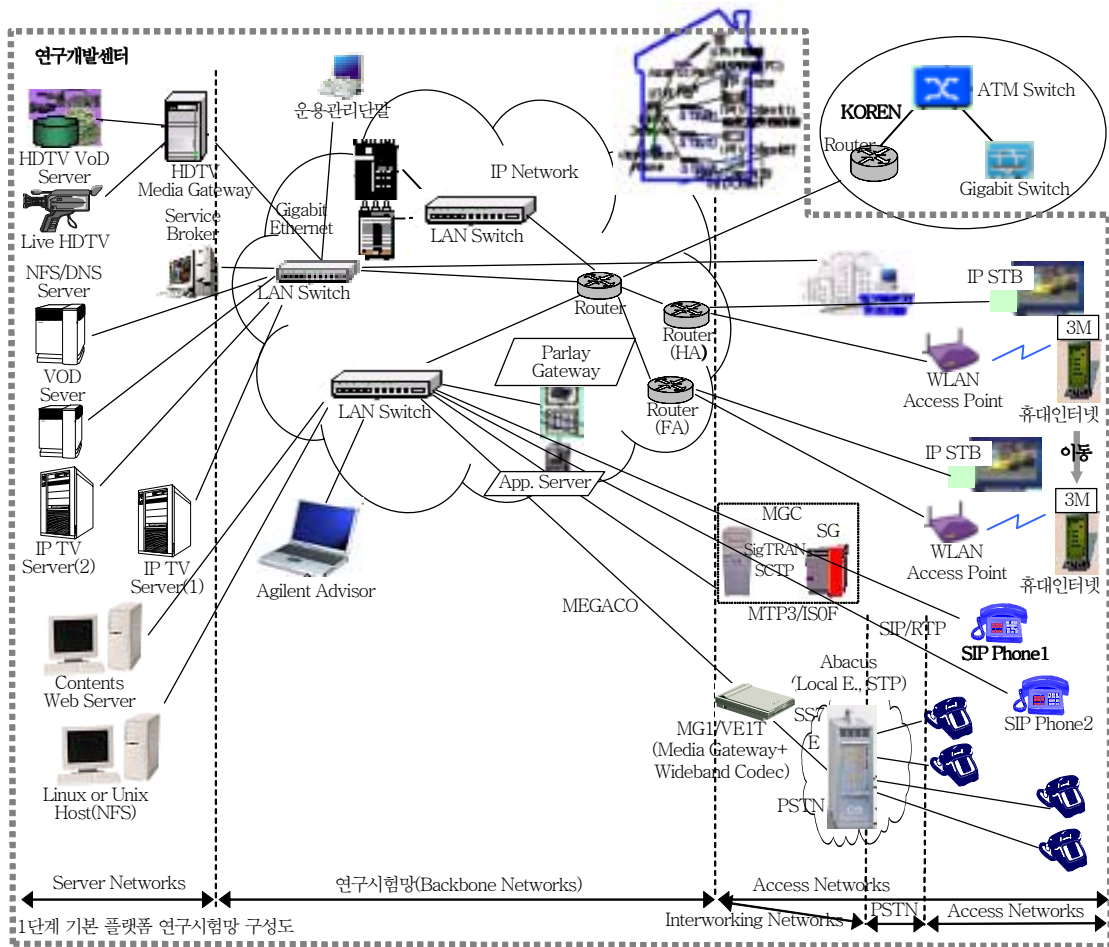 연구개발센터
운용관리단말
HDTV VoD
Server
HDTV
Media Gateway
Live HDTV
Service
Broker
Gigabit
Ethernet
IP Network
LAN Switch
KOREN
ATM Switch
Router
Gigabit Switch
NFS/DNS
Server
LAN Switch
Router
Router
(HA)
IP STB
3M
WLAN
Access Point
휴대인터넷
VOD
Sever
Parlay
Gateway
LAN Switch
Router
(FA)
App. Server
IP STB
이동
3M
WLAN
Access Point
휴대인터넷
IP TV
Server(2)
IP TV
Server(1)
Agilent Advisor
MGC
SG
SigTRAN
SCTP
MTP3/IS0F
MEGACO
SIP/RTP
SIP Phone1
SIP Phone2
Contents
Web Server
Abacus
(Local E., STP)
MG1/VE1T
(Media Gateway+
Wideband Codec)
SS7
E
PSTN
Linux or Unix
Host(NFS)
Server Networks
연구시험망(Backbone Networks)
Access Networks
Interworking Networks
PSTN
Access Networks
1단계 기본 플랫폼 연구시험망 구성도